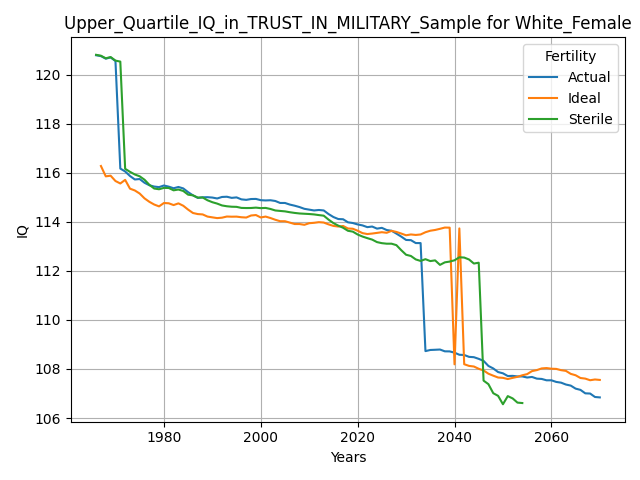 Upper_Quartile_IQ_in_TRUST_IN_MILITARY_Sample for White_Female
Fertility
Actual
Ideal
Sterile
IQ
120
118
116
114
112
110
108
106
1980
2000
2020
2040
2060
Years